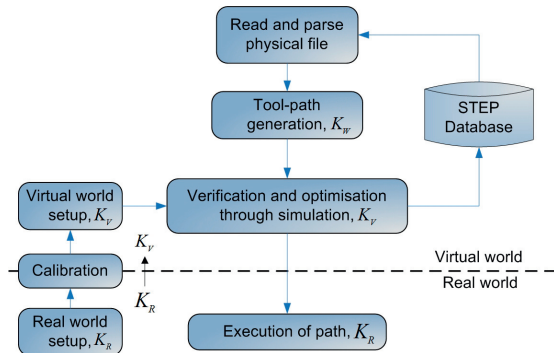 Read and parse
physical file
Tool-path
generation, K_W
STEP
Database
Virtual world
setup, K_V
Verification and optimisation
through simulation, K_V
K_V
Calibration
Virtual world
Real world
K_R
Real world
setup, K_R
Execution of path, K_R